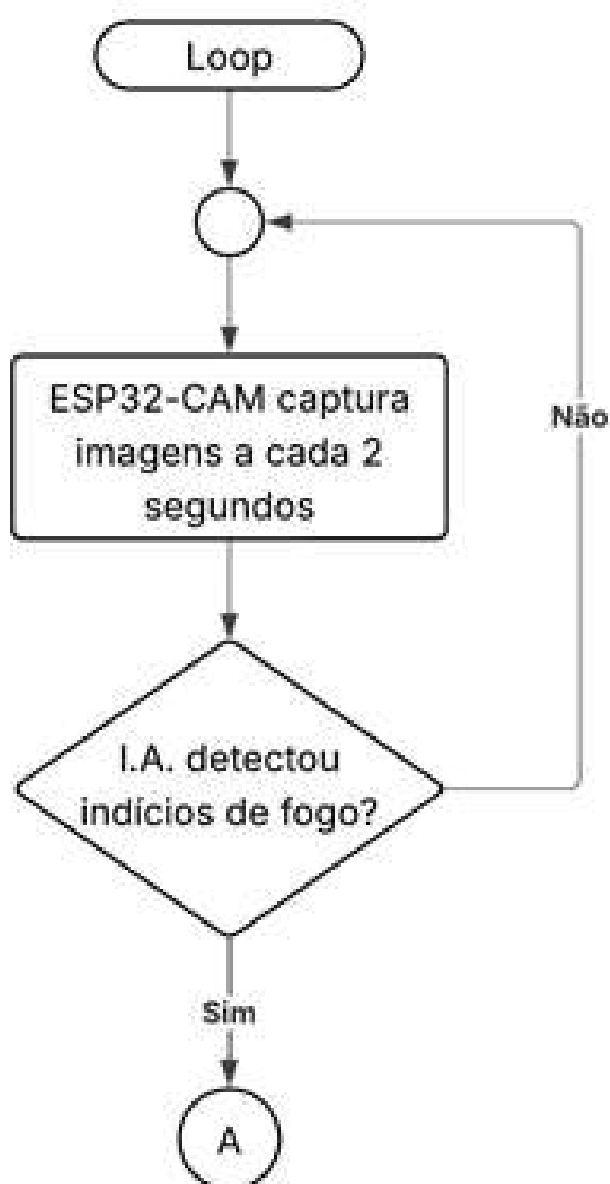 Loop
ESP32-CAM captura
imagens a cada 2
segundos
Não
I.A. detectou
indícios de fogo?
Sim
A